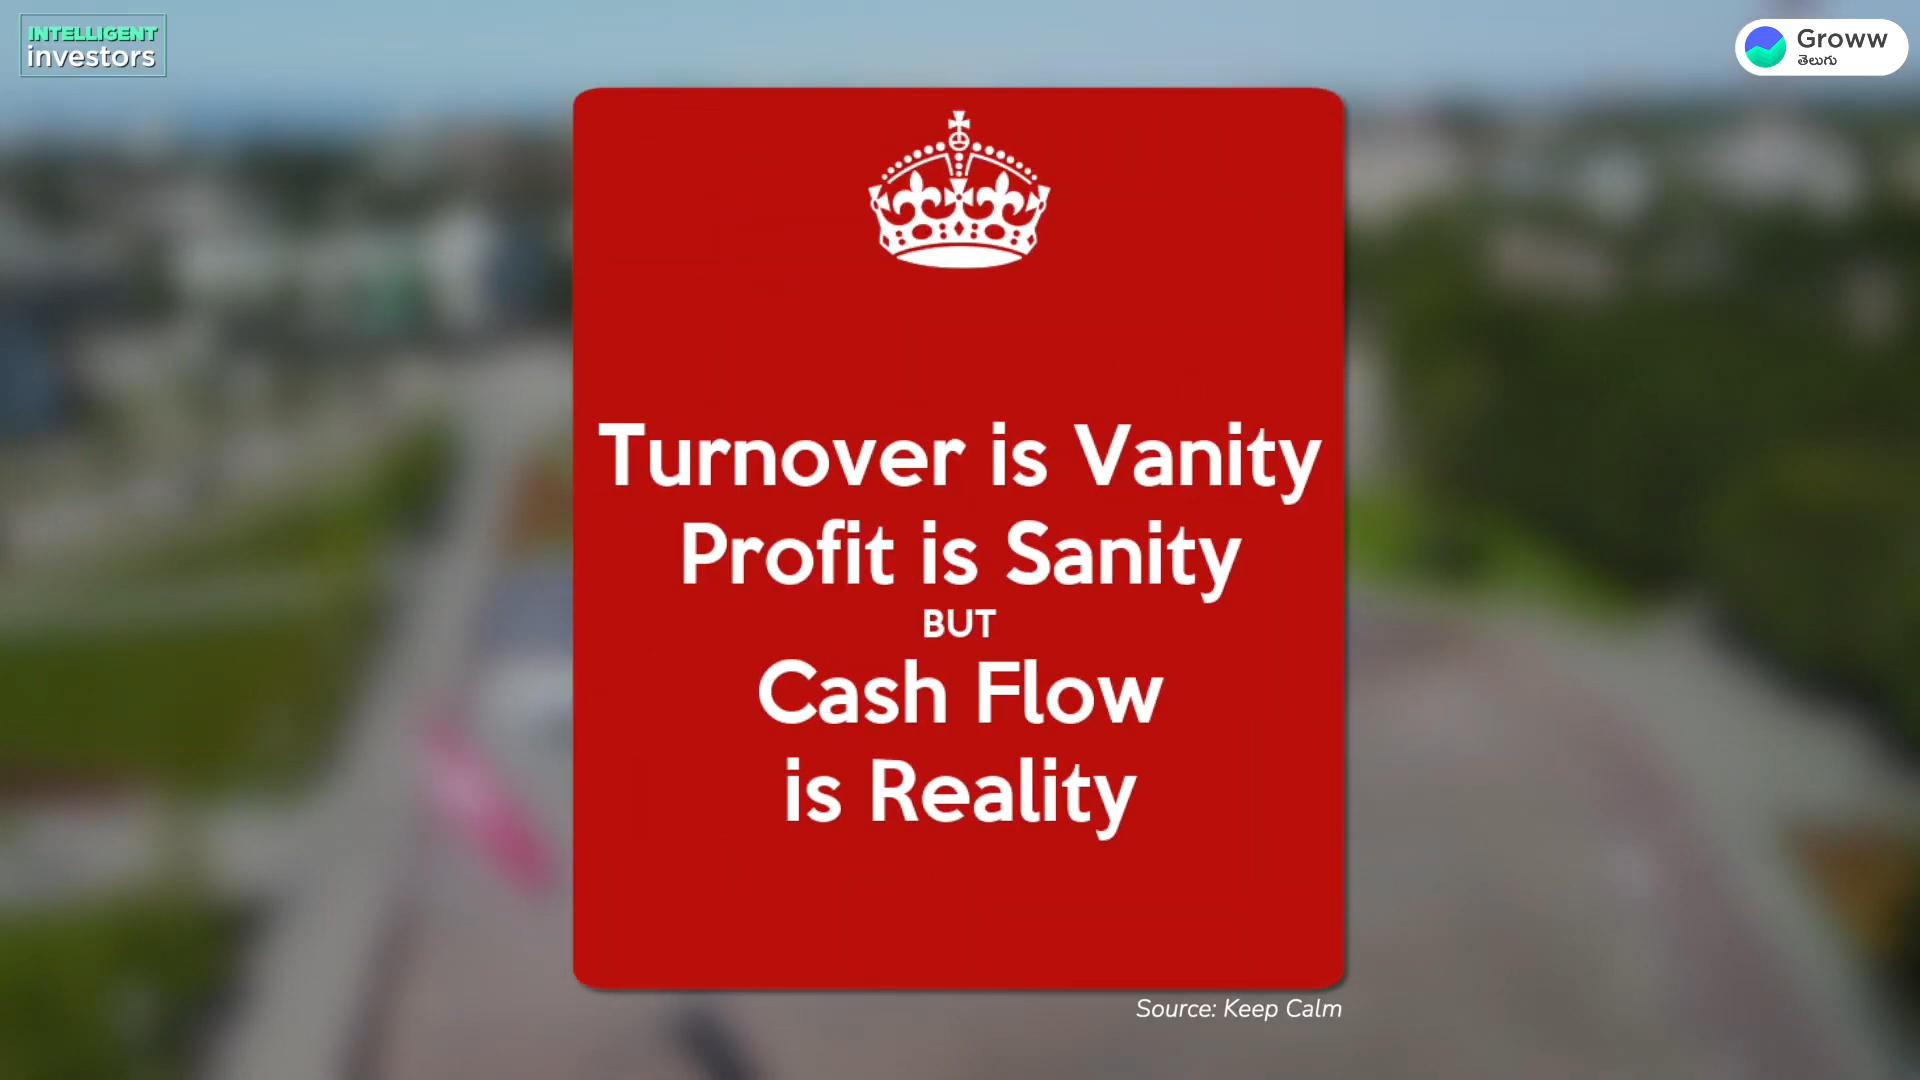 INTELLIGENT
investors
Groww
తెలుగు
Turnover is Vanity
Profit is Sanity
BUT
Cash Flow
is Reality
Source: Keep Calm